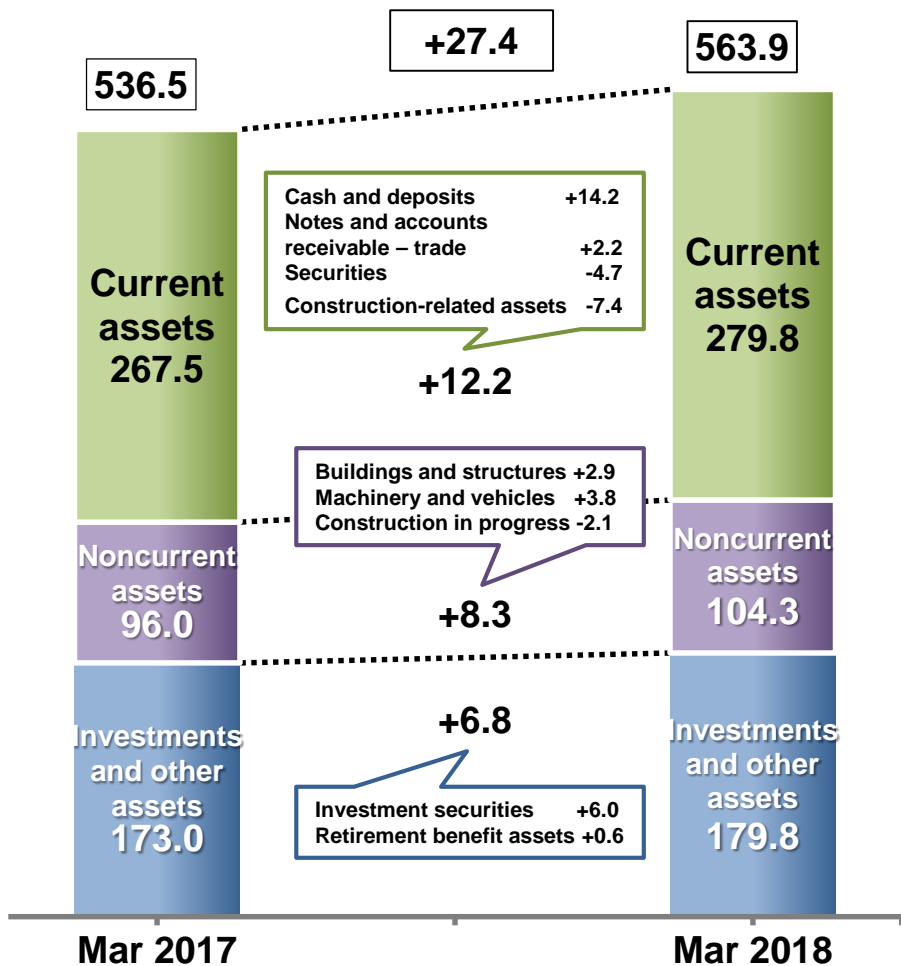 +27.4
536.5
563.9
Cash and deposits +14.2
Notes and accounts
receivable – trade +2.2
Securities -4.7
Construction-related assets -7.4
Current
assets
267.5
Current
assets
279.8
+12.2
Buildings and structures +2.9
Machinery and vehicles +3.8
Construction in progress -2.1
Noncurrent
assets
96.0
Noncurrent
assets
104.3
+8.3
+6.8
Investments
and other
assets
173.0
Investments
and other
assets
179.8
Investment securities +6.0
Retirement benefit assets +0.6
Mar 2017
Mar 2018